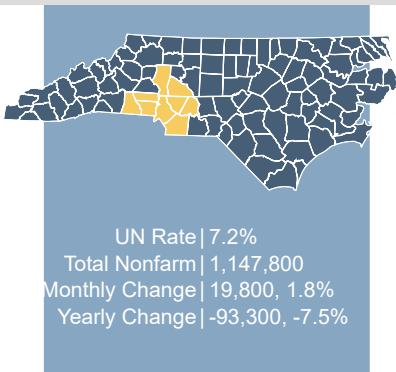 UN Rate| 7.2%
Total Nonfarm| 1,147,800
Monthly Change| 19,800, 1.8%
Yearly Change| -93,300, -7.5%